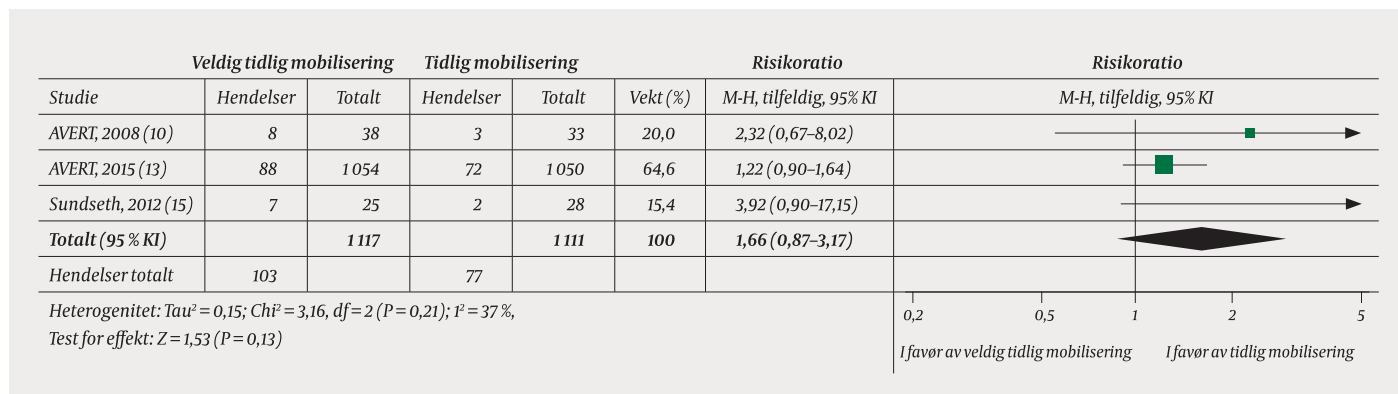 Veldig tidlig mobilisering Tidlig mobilisering Risikoratio Risikoratio
Studie Hendelser Totalt Hendelser Totalt Vekt (%) M-H, tilfeldig, 95% KI M-H, tilfeldig, 95% KI
AVERT, 2008 (10) 8 38 3 33 20,0 2,32 (0,67–8,02)
AVERT, 2015 (13) 88 1 054 72 1 050 64,6 1,22 (0,90–1,64)
Sundseth, 2012 (15) 7 25 2 28 15,4 3,92 (0,90–17,15)
Totalt (95 % KI) 1 117 1 111 100 1,66 (0,87–3,17)
Hendelser totalt 103 77
Heterogenitet: Tau² = 0,15; Chi² = 3,16, df = 2 (P = 0,21); 1² = 37 %,
Test for effekt: Z = 1,53 (P = 0,13)
0,2 0,5 1 2 5
I favør av veldig tidlig mobilisering I favør av tidlig mobilisering